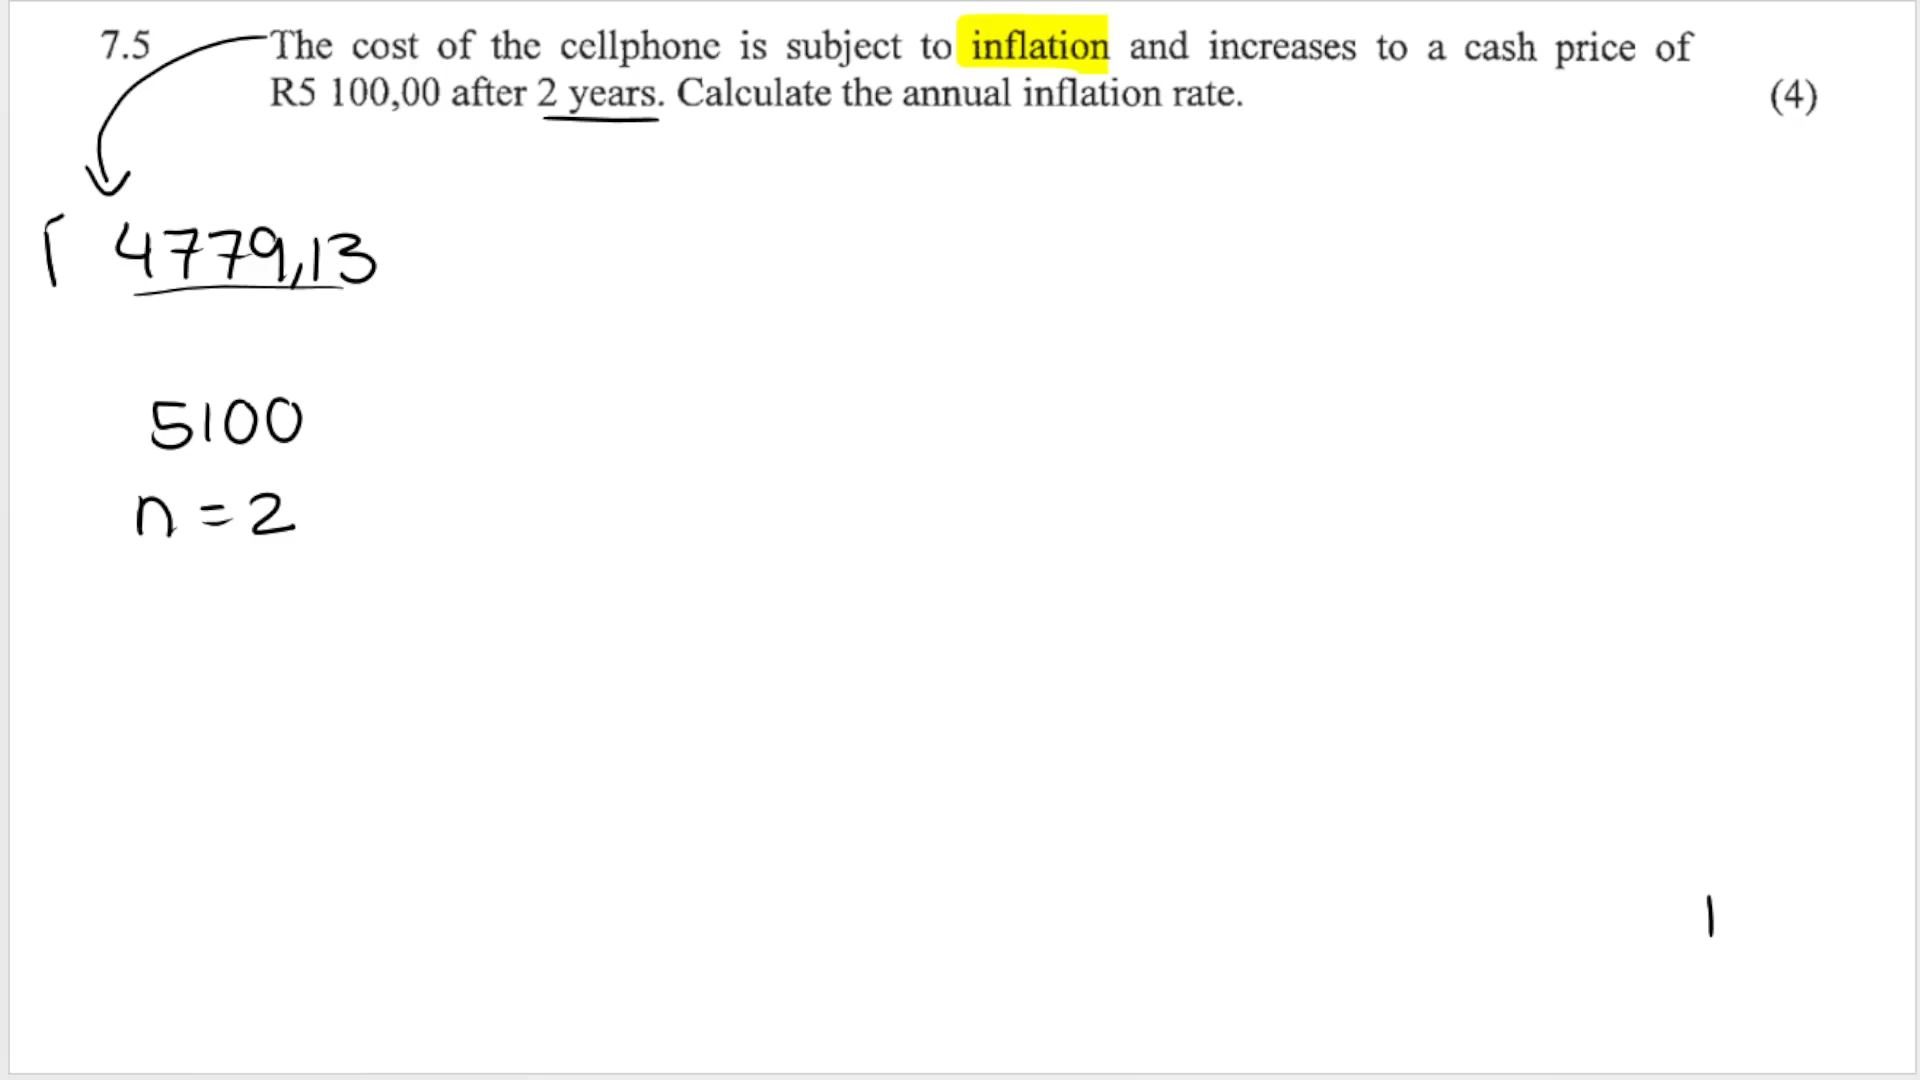 7.5 The cost of the cellphone is subject to inflation and increases to a cash price of
R5 100,00 after 2 years. Calculate the annual inflation rate. (4)
4779,13
5100
n = 2